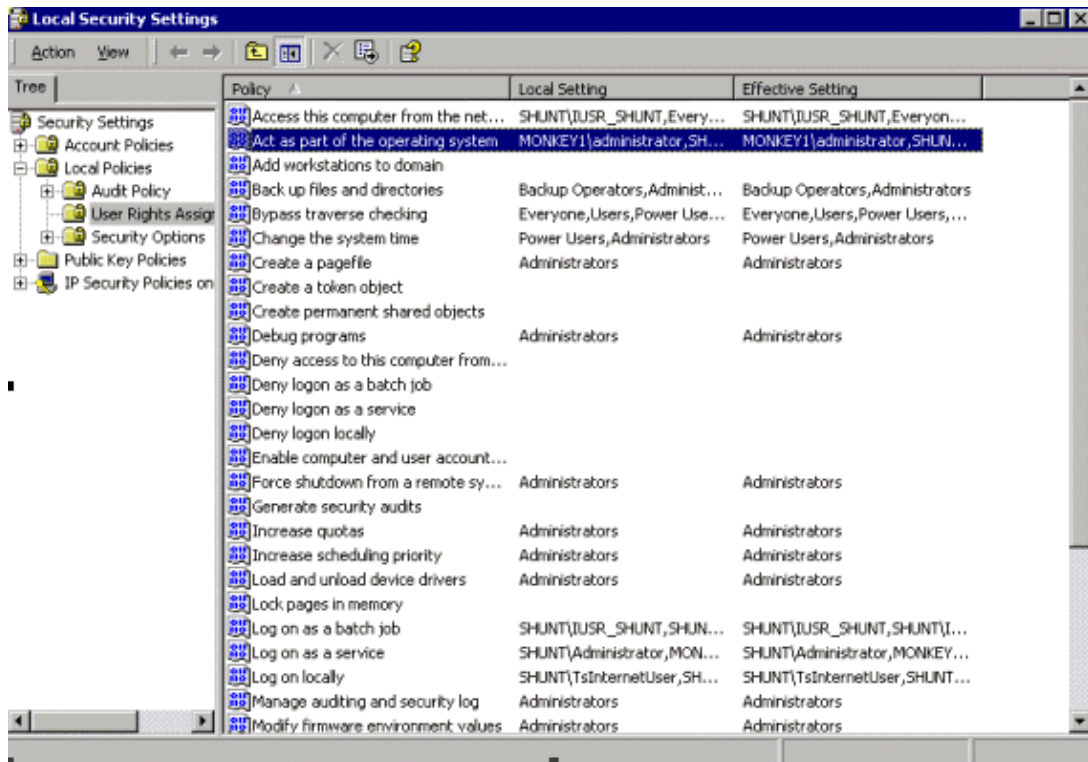 Local Security Settings
Action View
Tree
Policy Local Setting Effective Setting
Security Settings
Account Policies
Local Policies
Audit Policy
User Rights Assigr
Security Options
Public Key Policies
IP Security Policies on
Access this computer from the net... SHUNT\IUSR_SHUNT,Every... SHUNT\IUSR_SHUNT,Everyon...
Act as part of the operating system MONKEY1\administrator,SH... MONKEY1\administrator,SHUN...
Add workstations to domain
Back up files and directories Backup Operators,Administ... Backup Operators,Administrators
Bypass traverse checking Everyone,Users,Power Use... Everyone,Users,Power Users,...
Change the system time Power Users,Administrators Power Users,Administrators
Create a pagefile Administrators Administrators
Create a token object
Create permanent shared objects
Debug programs Administrators Administrators
Deny access to this computer from...
Deny logon as a batch job
Deny logon as a service
Deny logon locally
Enable computer and user account...
Force shutdown from a remote sy... Administrators Administrators
Generate security audits
Increase quotas Administrators Administrators
Increase scheduling priority Administrators Administrators
Load and unload device drivers Administrators Administrators
Lock pages in memory
Log on as a batch job SHUNT\IUSR_SHUNT,SHUN... SHUNT\IUSR_SHUNT,SHUNT\I...
Log on as a service SHUNT\Administrator,MON... SHUNT\Administrator,MONKEY...
Log on locally SHUNT\TsInternetUser,SH... SHUNT\TsInternetUser,SHUNT...
Manage auditing and security log Administrators Administrators
Modify firmware environment values Administrators Administrators